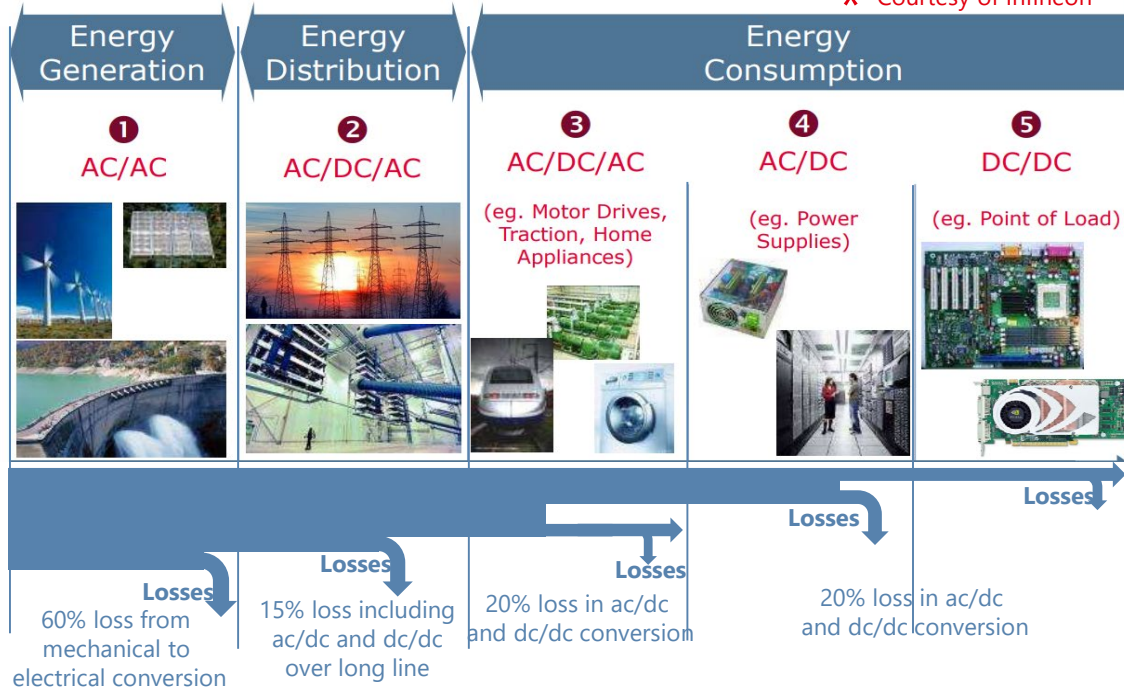 Courtesy of Infineon
Energy
Generation
Energy
Distribution
Energy
Consumption
1
AC/AC
2
AC/DC/AC
3
AC/DC/AC
(eg. Motor Drives,
Traction, Home
Appliances)
4
AC/DC
(eg. Power
Supplies)
5
DC/DC
(eg. Point of Load)
Losses
60% loss from
mechanical to
electrical conversion
Losses
15% loss including
ac/dc and dc/dc
over long line
Losses
20% loss in ac/dc
and dc/dc conversion
Losses
Losses
20% loss in ac/dc
and dc/dc conversion